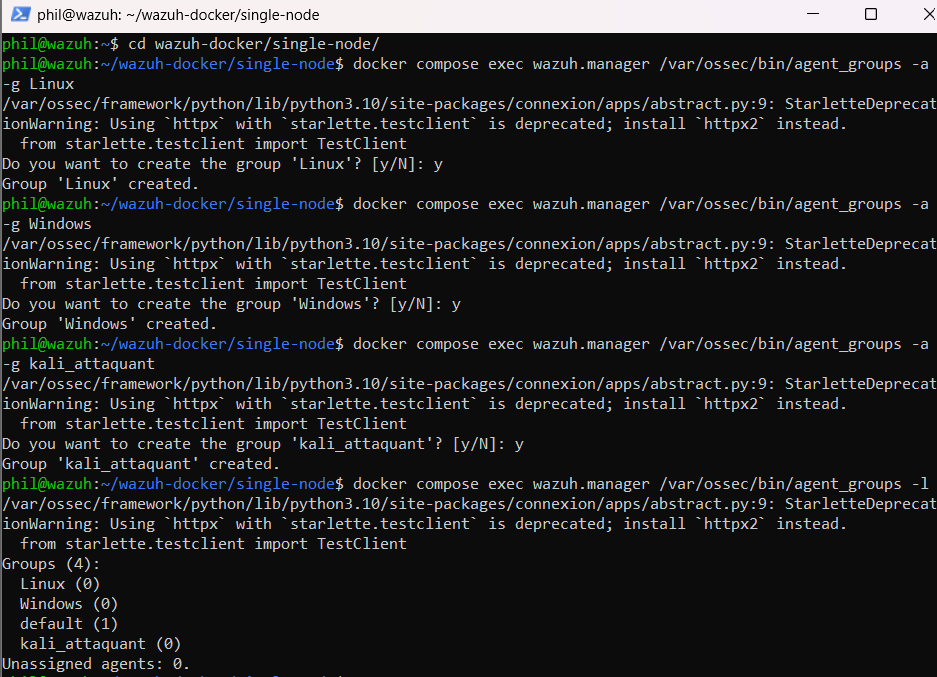 phil@wazuh: ~/wazuh-docker/single-node
phil@wazuh:~$ cd wazuh-docker/single-node/
phil@wazuh:~/wazuh-docker/single-node$ docker compose exec wazuh.manager /var/ossec/bin/agent_groups -a
-g Linux
/var/ossec/framework/python/lib/python3.10/site-packages/connexion/apps/abstract.py:9: StarletteDeprecat
ionWarning: Using `httpx` with `starlette.testclient` is deprecated; install `httpx2` instead.
  from starlette.testclient import TestClient
Do you want to create the group 'Linux'? [y/N]: y
Group 'Linux' created.
phil@wazuh:~/wazuh-docker/single-node$ docker compose exec wazuh.manager /var/ossec/bin/agent_groups -a
-g Windows
/var/ossec/framework/python/lib/python3.10/site-packages/connexion/apps/abstract.py:9: StarletteDeprecat
ionWarning: Using `httpx` with `starlette.testclient` is deprecated; install `httpx2` instead.
  from starlette.testclient import TestClient
Do you want to create the group 'Windows'? [y/N]: y
Group 'Windows' created.
phil@wazuh:~/wazuh-docker/single-node$ docker compose exec wazuh.manager /var/ossec/bin/agent_groups -a
-g kali_attaquant
/var/ossec/framework/python/lib/python3.10/site-packages/connexion/apps/abstract.py:9: StarletteDeprecat
ionWarning: Using `httpx` with `starlette.testclient` is deprecated; install `httpx2` instead.
  from starlette.testclient import TestClient
Do you want to create the group 'kali_attaquant'? [y/N]: y
Group 'kali_attaquant' created.
phil@wazuh:~/wazuh-docker/single-node$ docker compose exec wazuh.manager /var/ossec/bin/agent_groups -l
/var/ossec/framework/python/lib/python3.10/site-packages/connexion/apps/abstract.py:9: StarletteDeprecat
ionWarning: Using `httpx` with `starlette.testclient` is deprecated; install `httpx2` instead.
  from starlette.testclient import TestClient
Groups (4):
  Linux (0)
  Windows (0)
  default (1)
  kali_attaquant (0)
Unassigned agents: 0.